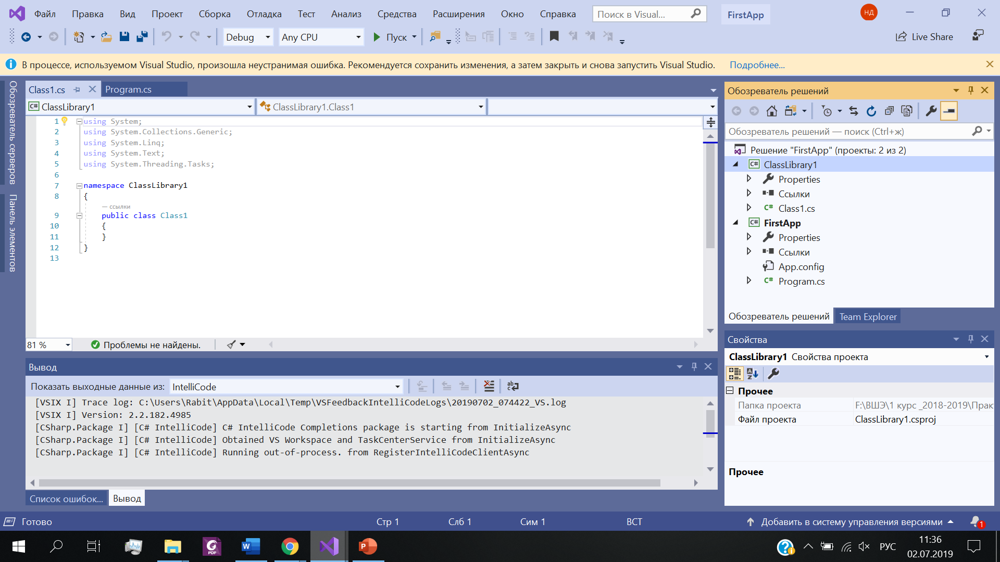 Файл Правка Вид Проект Сборка Отладка Тест Анализ Средства Расширения Окно Справка Поиск в Visual... FirstApp НД
Debug Any CPU Пуск Live Share
В процессе, используемом Visual Studio, произошла неустранимая ошибка. Рекомендуется сохранить изменения, а затем закрыть и снова запустить Visual Studio. Подробнее...
Обозреватель серверов
Панель элементов
Class1.cs Program.cs
C# ClassLibrary1 ClassLibrary1.Class1
1 using System;
2 using System.Collections.Generic;
3 using System.Linq;
4 using System.Text;
5 using System.Threading.Tasks;
6
7 namespace ClassLibrary1
8 {
— ссылки
9 public class Class1
10 {
11 }
12 }
13
81 % Проблемы не найдены.
Вывод
Показать выходные данные из: IntelliCode
[VSIX I] Trace log: C:\Users\Rabit\AppData\Local\Temp\VSFeedbackIntelliCodeLogs\20190702_074422_VS.log
[VSIX I] Version: 2.2.182.4985
[CSharp.Package I] [C# IntelliCode] C# IntelliCode Completions package is starting from InitializeAsync
[CSharp.Package I] [C# IntelliCode] Obtained VS Workspace and TaskCenterService from InitializeAsync
[CSharp.Package I] [C# IntelliCode] Running out-of-process. from RegisterIntelliCodeClientAsync
Список ошибок... Вывод
Обозреватель решений
Обозреватель решений — поиск (Ctrl+ж)
Решение "FirstApp" (проекты: 2 из 2)
C# ClassLibrary1
Properties
Ссылки
C# Class1.cs
C# FirstApp
Properties
Ссылки
App.config
C# Program.cs
Обозреватель решений Team Explorer
Свойства
ClassLibrary1 Свойства проекта
Прочее
Папка проекта F:\ВШЭ\1 курс _2018-2019\Прак
Файл проекта ClassLibrary1.csproj
Прочее
Готово Стр 1 Слб 1 Сим 1 ВСТ Добавить в систему управления версиями 1
PDF W P РУС 11:36
02.07.2019